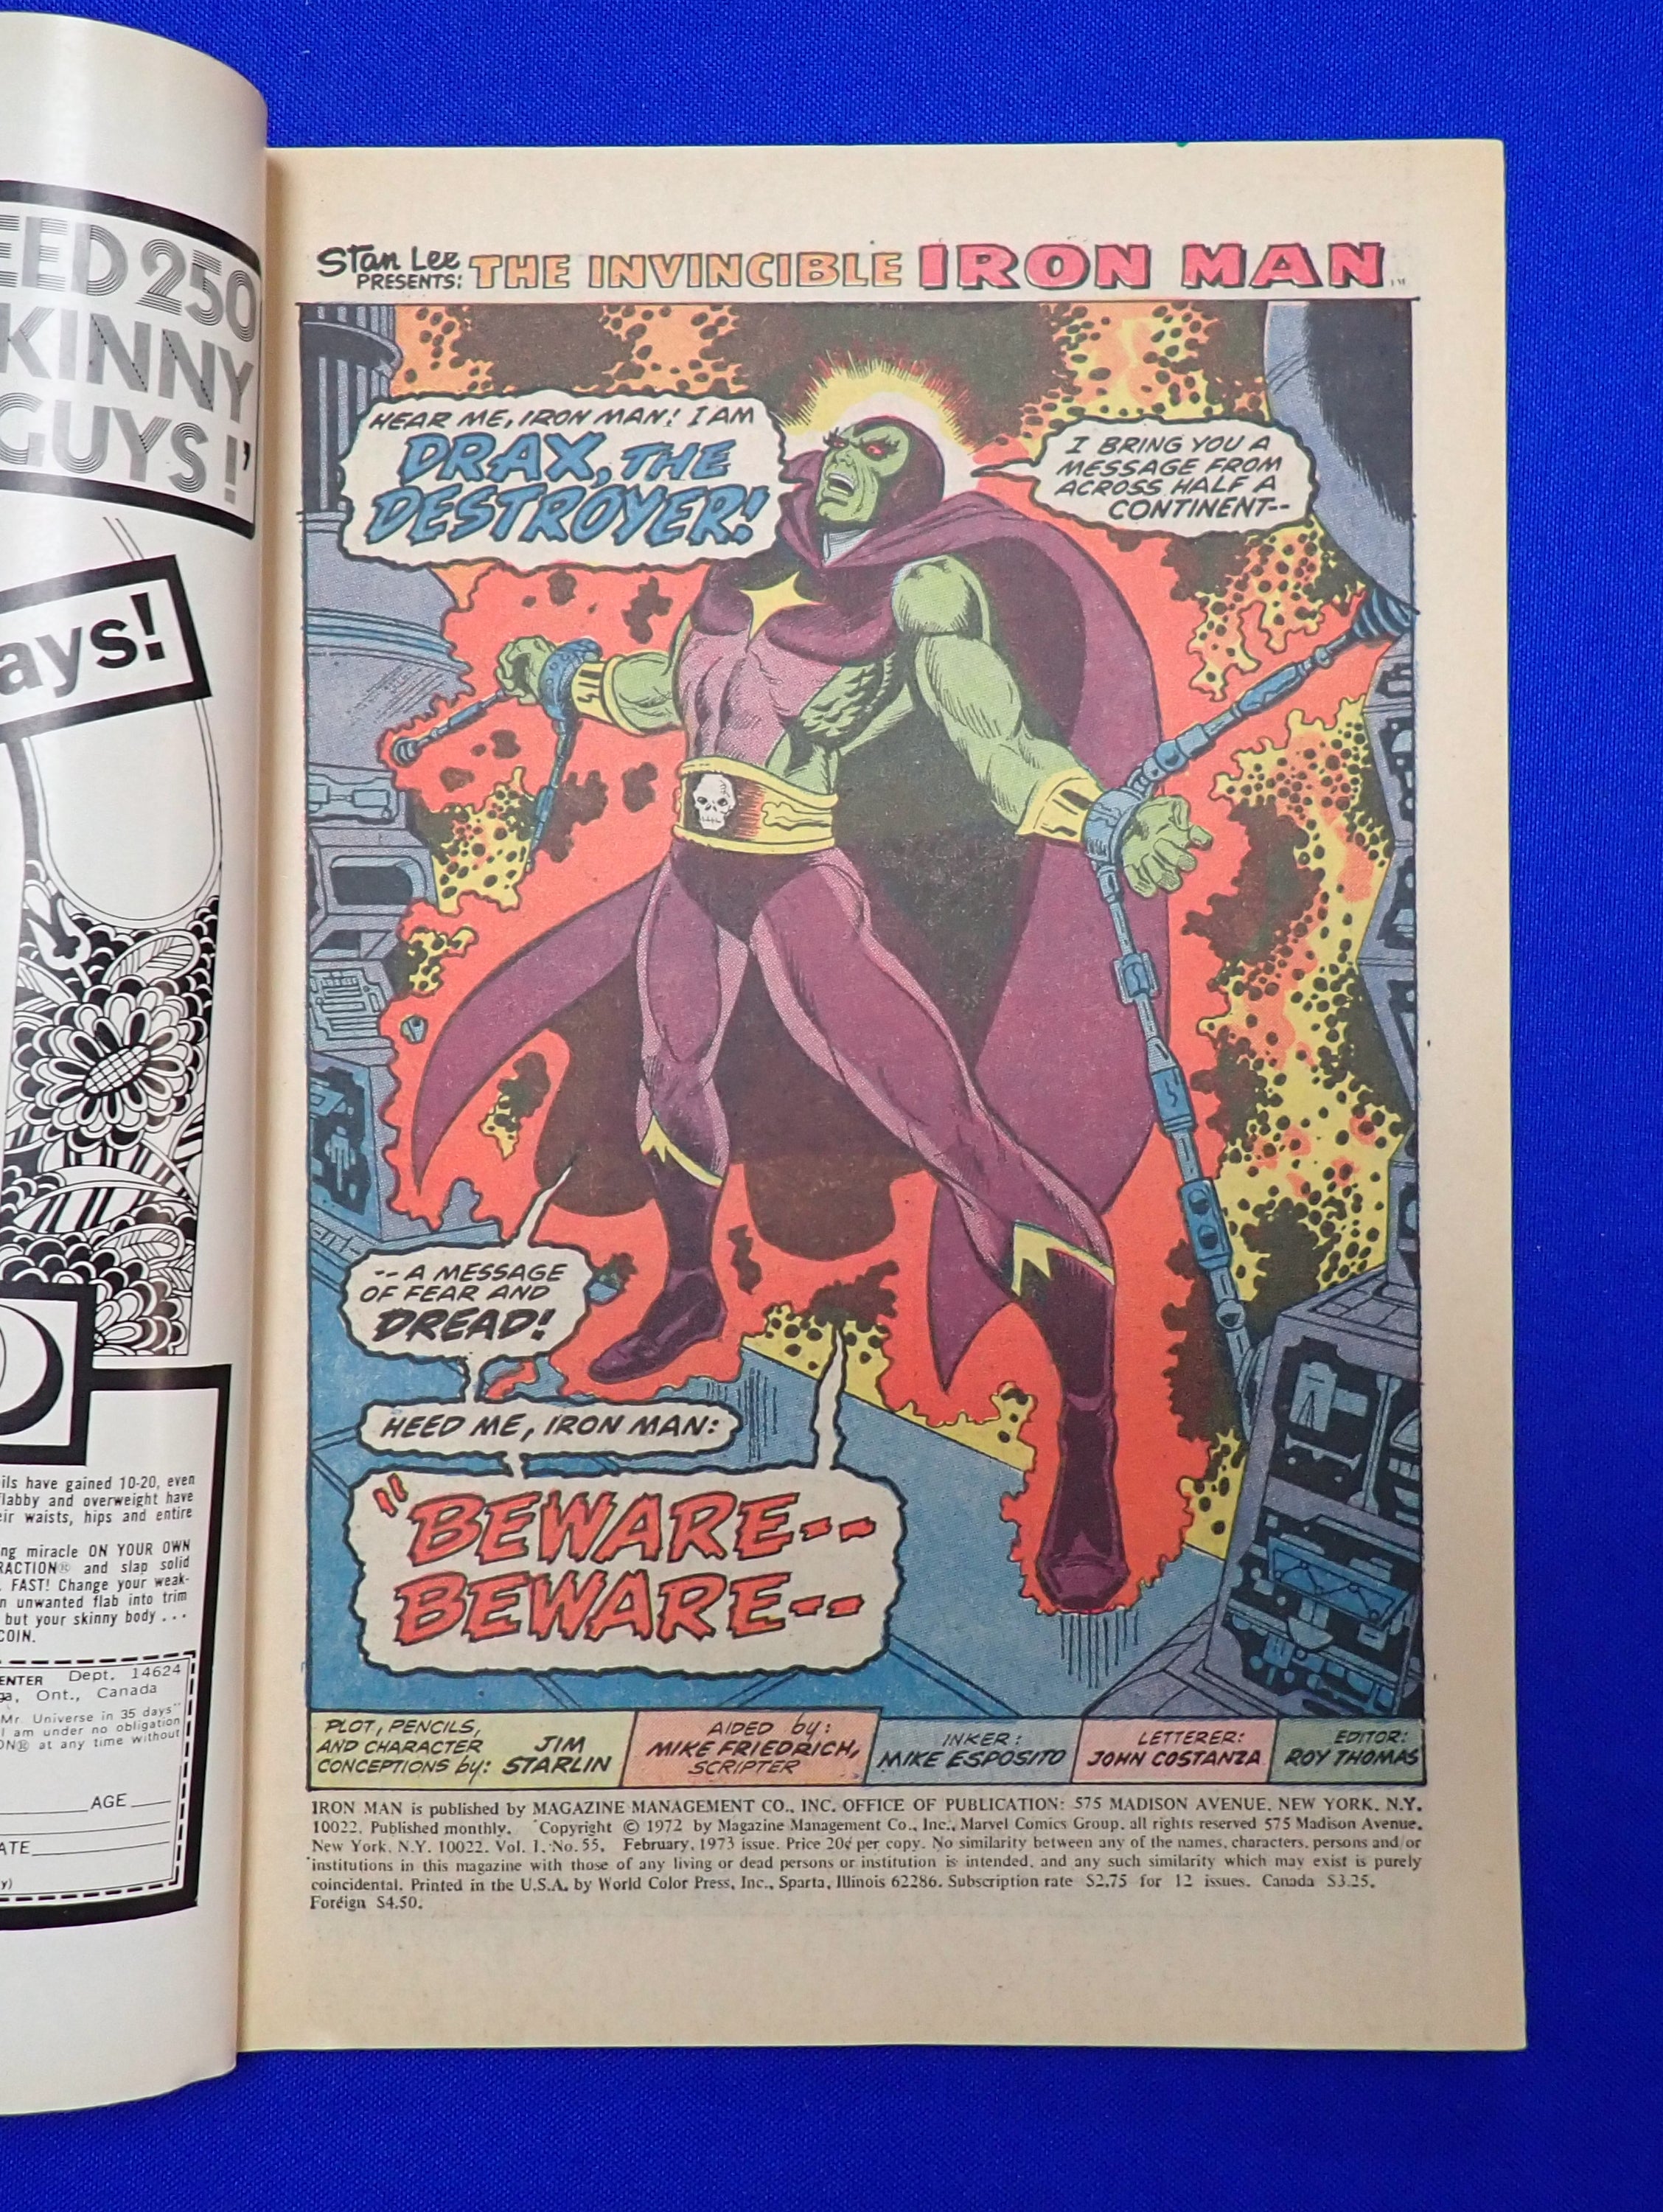 EED 250
KINNY
GUYS!'
ays!
ils have gained 10-20, even
flabby and overweight have
eir waists, hips and entire
ng miracle ON YOUR OWN
RACTION® and slap solid
. FAST! Change your weak-
n unwanted flab into trim
but your skinny body . . .
COIN.
ENTER Dept. 14624
ga, Ont., Canada
Mr. Universe in 35 days"
I am under no obligation
ON® at any time without
AGE
ATE
y)
Stan Lee
PRESENTS: THE INVINCIBLE IRON MAN™
HEAR ME, IRON MAN! I AM
DRAX, THE
DESTROYER!
I BRING YOU A
MESSAGE FROM
ACROSS HALF A
CONTINENT--
-- A MESSAGE
OF FEAR AND
DREAD!
HEED ME, IRON MAN:
"BEWARE--
BEWARE--
PLOT, PENCILS,
AND CHARACTER
CONCEPTIONS by: JIM
STARLIN
AIDED by:
MIKE FRIEDRICH,
SCRIPTER
INKER:
MIKE ESPOSITO
LETTERER:
JOHN COSTANZA
EDITOR:
ROY THOMAS
IRON MAN is published by MAGAZINE MANAGEMENT CO., INC. OFFICE OF PUBLICATION: 575 MADISON AVENUE, NEW YORK, N.Y.
10022. Published monthly. Copyright © 1972 by Magazine Management Co., Inc., Marvel Comics Group, all rights reserved 575 Madison Avenue,
New York, N.Y. 10022. Vol. 1, No. 55, February, 1973 issue. Price 20¢ per copy. No similarity between any of the names, characters, persons and/or
institutions in this magazine with those of any living or dead persons or institution is intended, and any such similarity which may exist is purely
coincidental. Printed in the U.S.A. by World Color Press, Inc., Sparta, Illinois 62286. Subscription rate $2.75 for 12 issues. Canada $3.25.
Foreign $4.50.